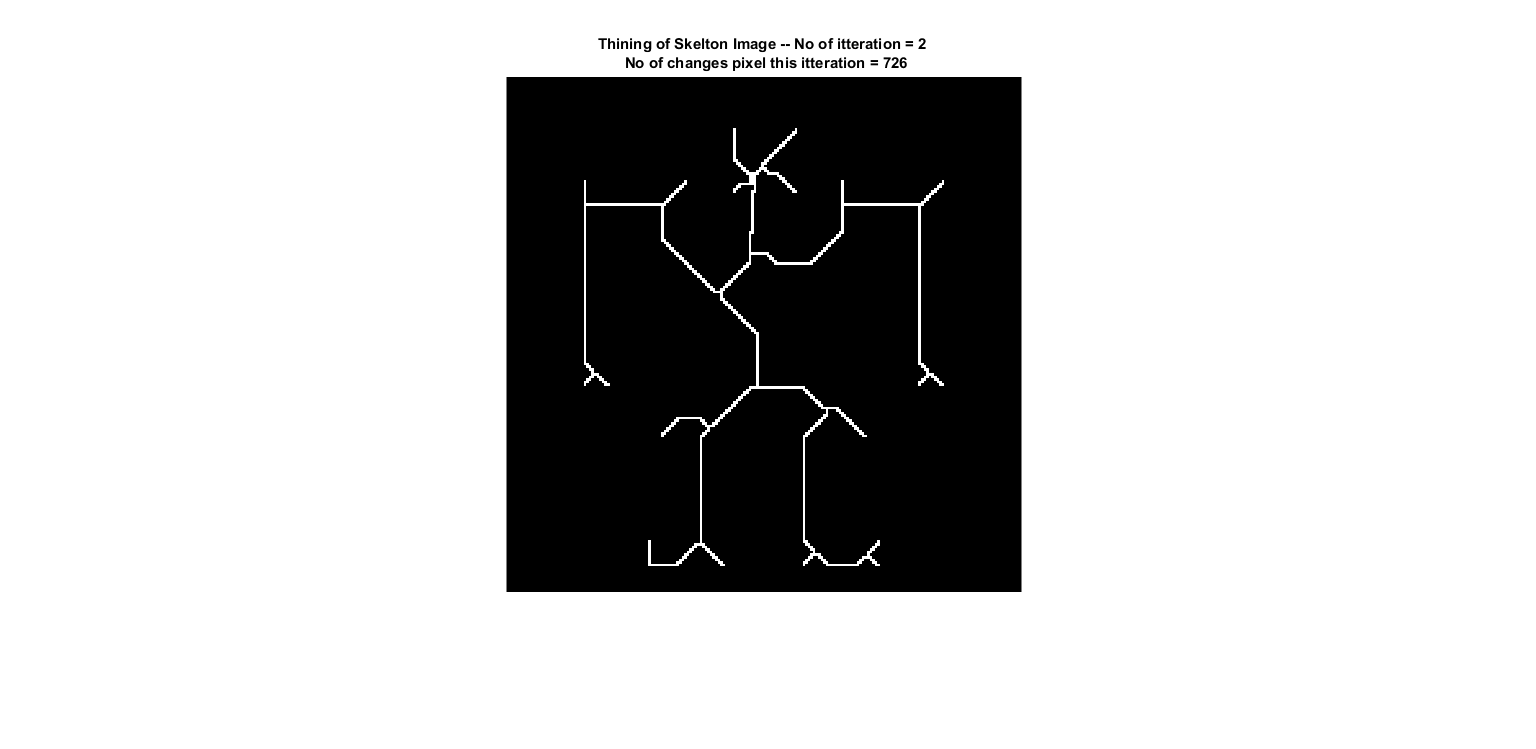 Thining of Skelton Image -- No of itteration = 2
No of changes pixel this itteration = 726